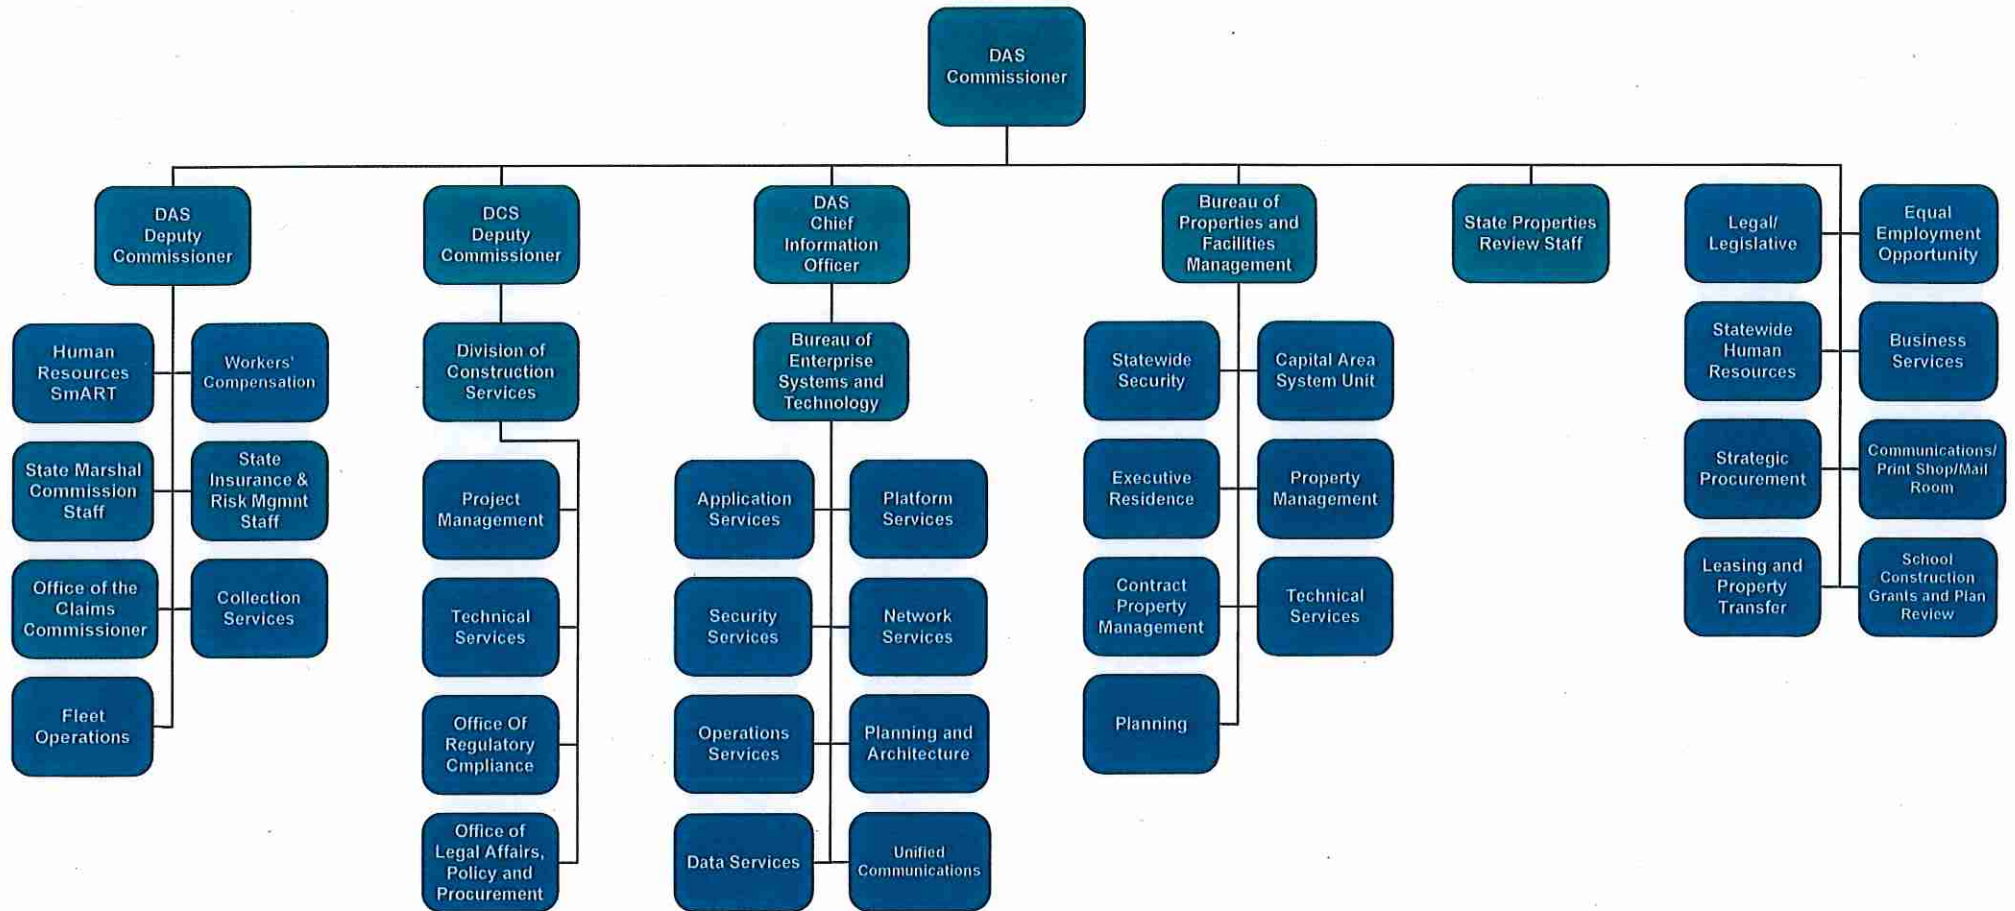 DAS
Commissioner
DAS
Deputy
Commissioner
DCS
Deputy
Commissioner
DAS
Chief
Information
Officer
Bureau of
Properties and
Facilities
Management
State Properties
Review Staff
Legal/
Legislative
Equal
Employment
Opportunity
Human
Resources
SmART
Workers'
Compensation
State Marshal
Commission
Staff
State
Insurance &
Risk Mgmnt
Staff
Office of the
Claims
Commissioner
Collection
Services
Fleet
Operations
Division of
Construction
Services
Project
Management
Technical
Services
Office Of
Regulatory
Cmpliance
Office of
Legal Affairs,
Policy and
Procurement
Bureau of
Enterprise
Systems and
Technology
Application
Services
Platform
Services
Security
Services
Network
Services
Operations
Services
Planning and
Architecture
Data Services
Unified
Communications
Statewide
Security
Capital Area
System Unit
Executive
Residence
Property
Management
Contract
Property
Management
Technical
Services
Planning
Statewide
Human
Resources
Business
Services
Strategic
Procurement
Communications/
Print Shop/Mail
Room
Leasing and
Property
Transfer
School
Construction
Grants and Plan
Review